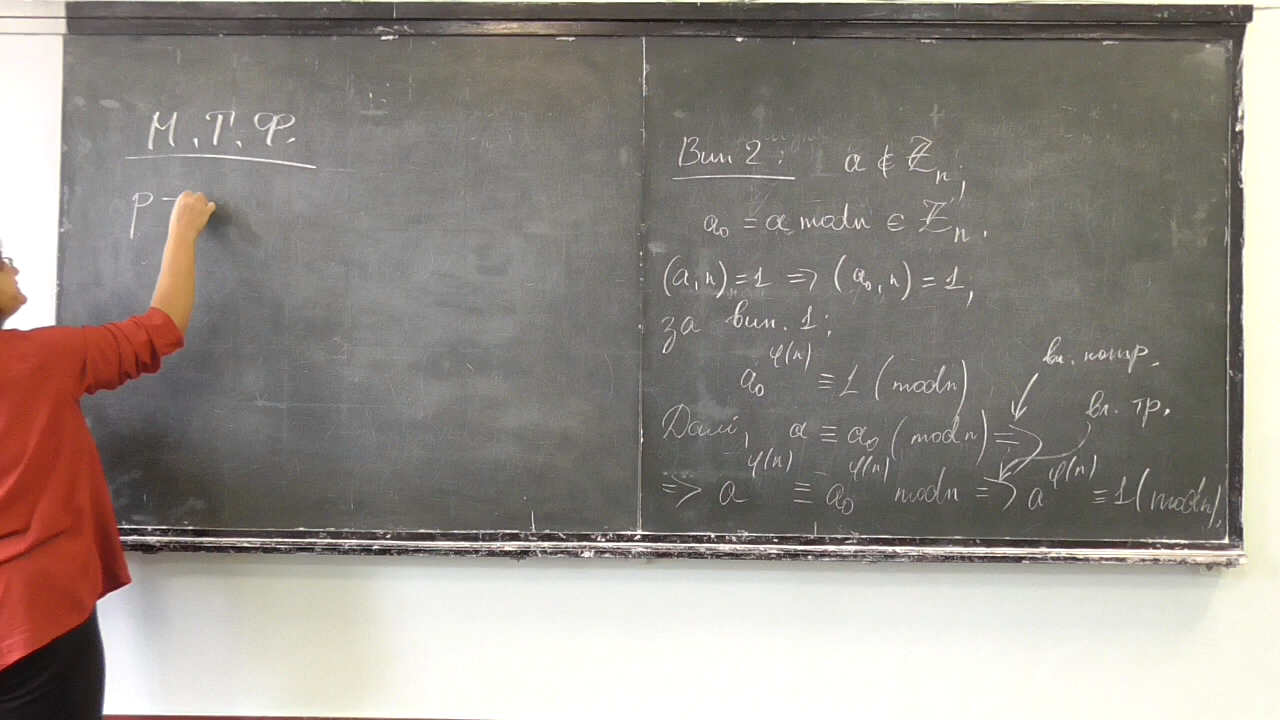 М.Т.Ф.
p –
Вип 2: a ∉ ℤₙ;
a₀ = a mod n ∈ ℤₙ.
(a, n) = 1 => (a₀, n) = 1;
за вип. 1:
a₀^φ(n) ≡ 1 (mod n)
вл. котр.
Далі, a ≡ a₀ (mod n) =>
вл. тр.
=> a^φ(n) ≡ a₀^φ(n) mod n => a^φ(n) ≡ 1 (mod n).